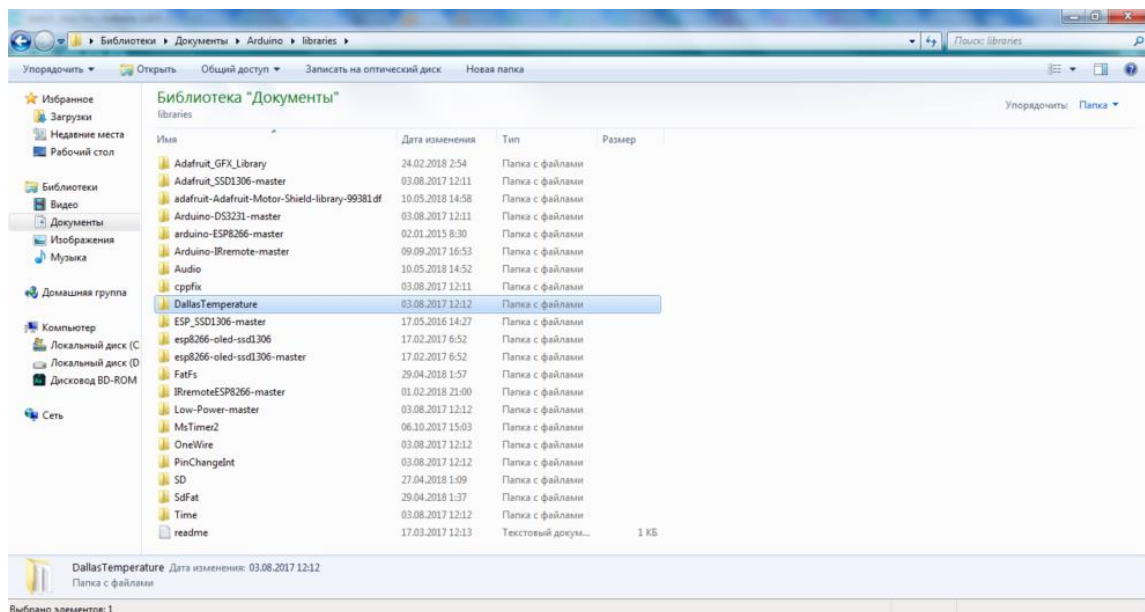 Библиотеки ▸ Документы ▸ Arduino ▸ libraries ▸ Поиск: libraries
Упорядочить Открыть Общий доступ Записать на оптический диск Новая папка
Избранное
Загрузки
Недавние места
Рабочий стол
Библиотеки
Видео
Документы
Изображения
Музыка
Домашняя группа
Компьютер
Локальный диск (C
Локальный диск (D
Дисковод BD-ROM
Сеть
Библиотека "Документы"
libraries
Упорядочить: Папка
Имя Дата изменения Тип Размер
Adafruit_GFX_Library 24.02.2018 2:54 Папка с файлами
Adafruit_SSD1306-master 03.08.2017 12:11 Папка с файлами
adafruit-Adafruit-Motor-Shield-library-99381df 10.05.2018 14:58 Папка с файлами
Arduino-DS3231-master 03.08.2017 12:11 Папка с файлами
arduino-ESP8266-master 02.01.2015 8:30 Папка с файлами
Arduino-IRremote-master 09.09.2017 16:53 Папка с файлами
Audio 10.05.2018 14:52 Папка с файлами
cppfix 03.08.2017 12:11 Папка с файлами
DallasTemperature 03.08.2017 12:12 Папка с файлами
ESP_SSD1306-master 17.05.2016 14:27 Папка с файлами
esp8266-oled-ssd1306 17.02.2017 6:52 Папка с файлами
esp8266-oled-ssd1306-master 17.02.2017 6:52 Папка с файлами
FatFs 29.04.2018 1:57 Папка с файлами
IRremoteESP8266-master 01.02.2018 21:00 Папка с файлами
Low-Power-master 03.08.2017 12:12 Папка с файлами
MsTimer2 06.10.2017 15:03 Папка с файлами
OneWire 03.08.2017 12:12 Папка с файлами
PinChangeInt 03.08.2017 12:12 Папка с файлами
SD 27.04.2018 1:09 Папка с файлами
SdFat 29.04.2018 1:37 Папка с файлами
Time 03.08.2017 12:12 Папка с файлами
readme 17.03.2017 12:13 Текстовый докум... 1 КБ
DallasTemperature Дата изменения: 03.08.2017 12:12
Папка с файлами
Выбрано элементов: 1